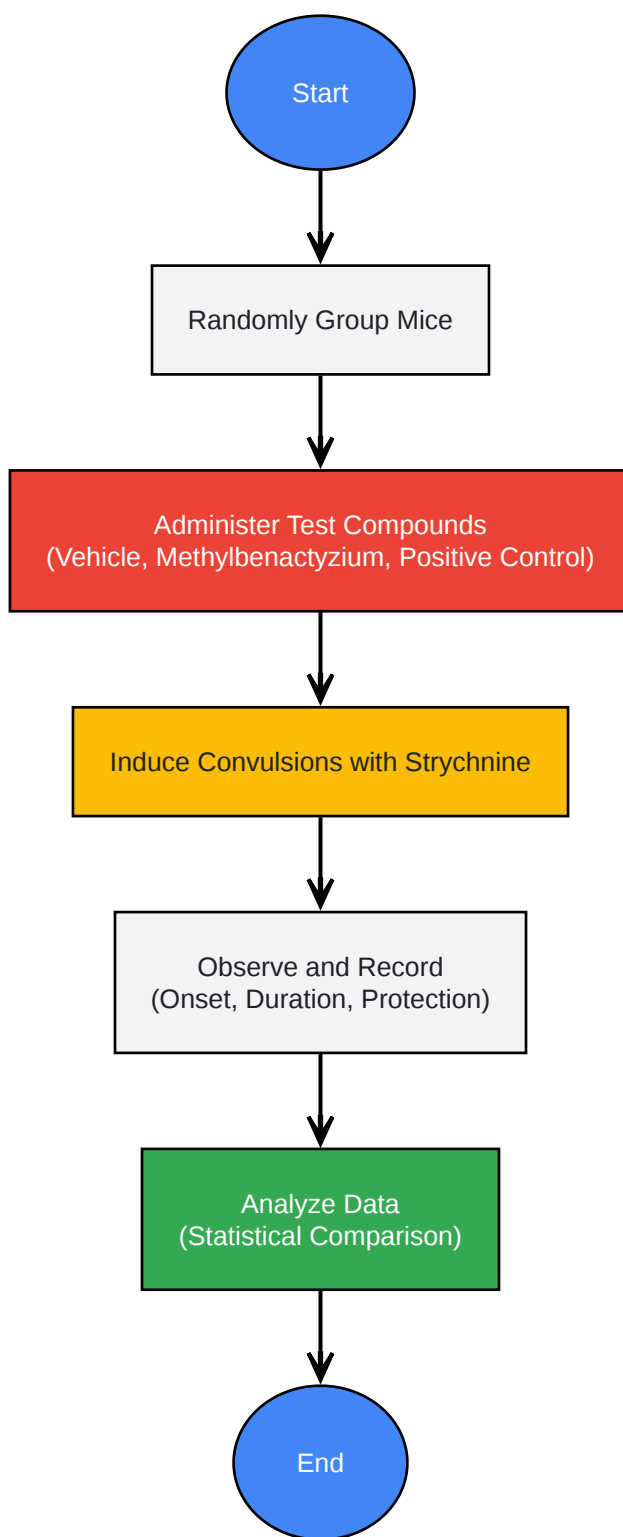 Start
Randomly Group Mice
Administer Test Compounds
(Vehicle, Methylbenactyzium, Positive Control)
Induce Convulsions with Strychnine
Observe and Record
(Onset, Duration, Protection)
Analyze Data
(Statistical Comparison)
End